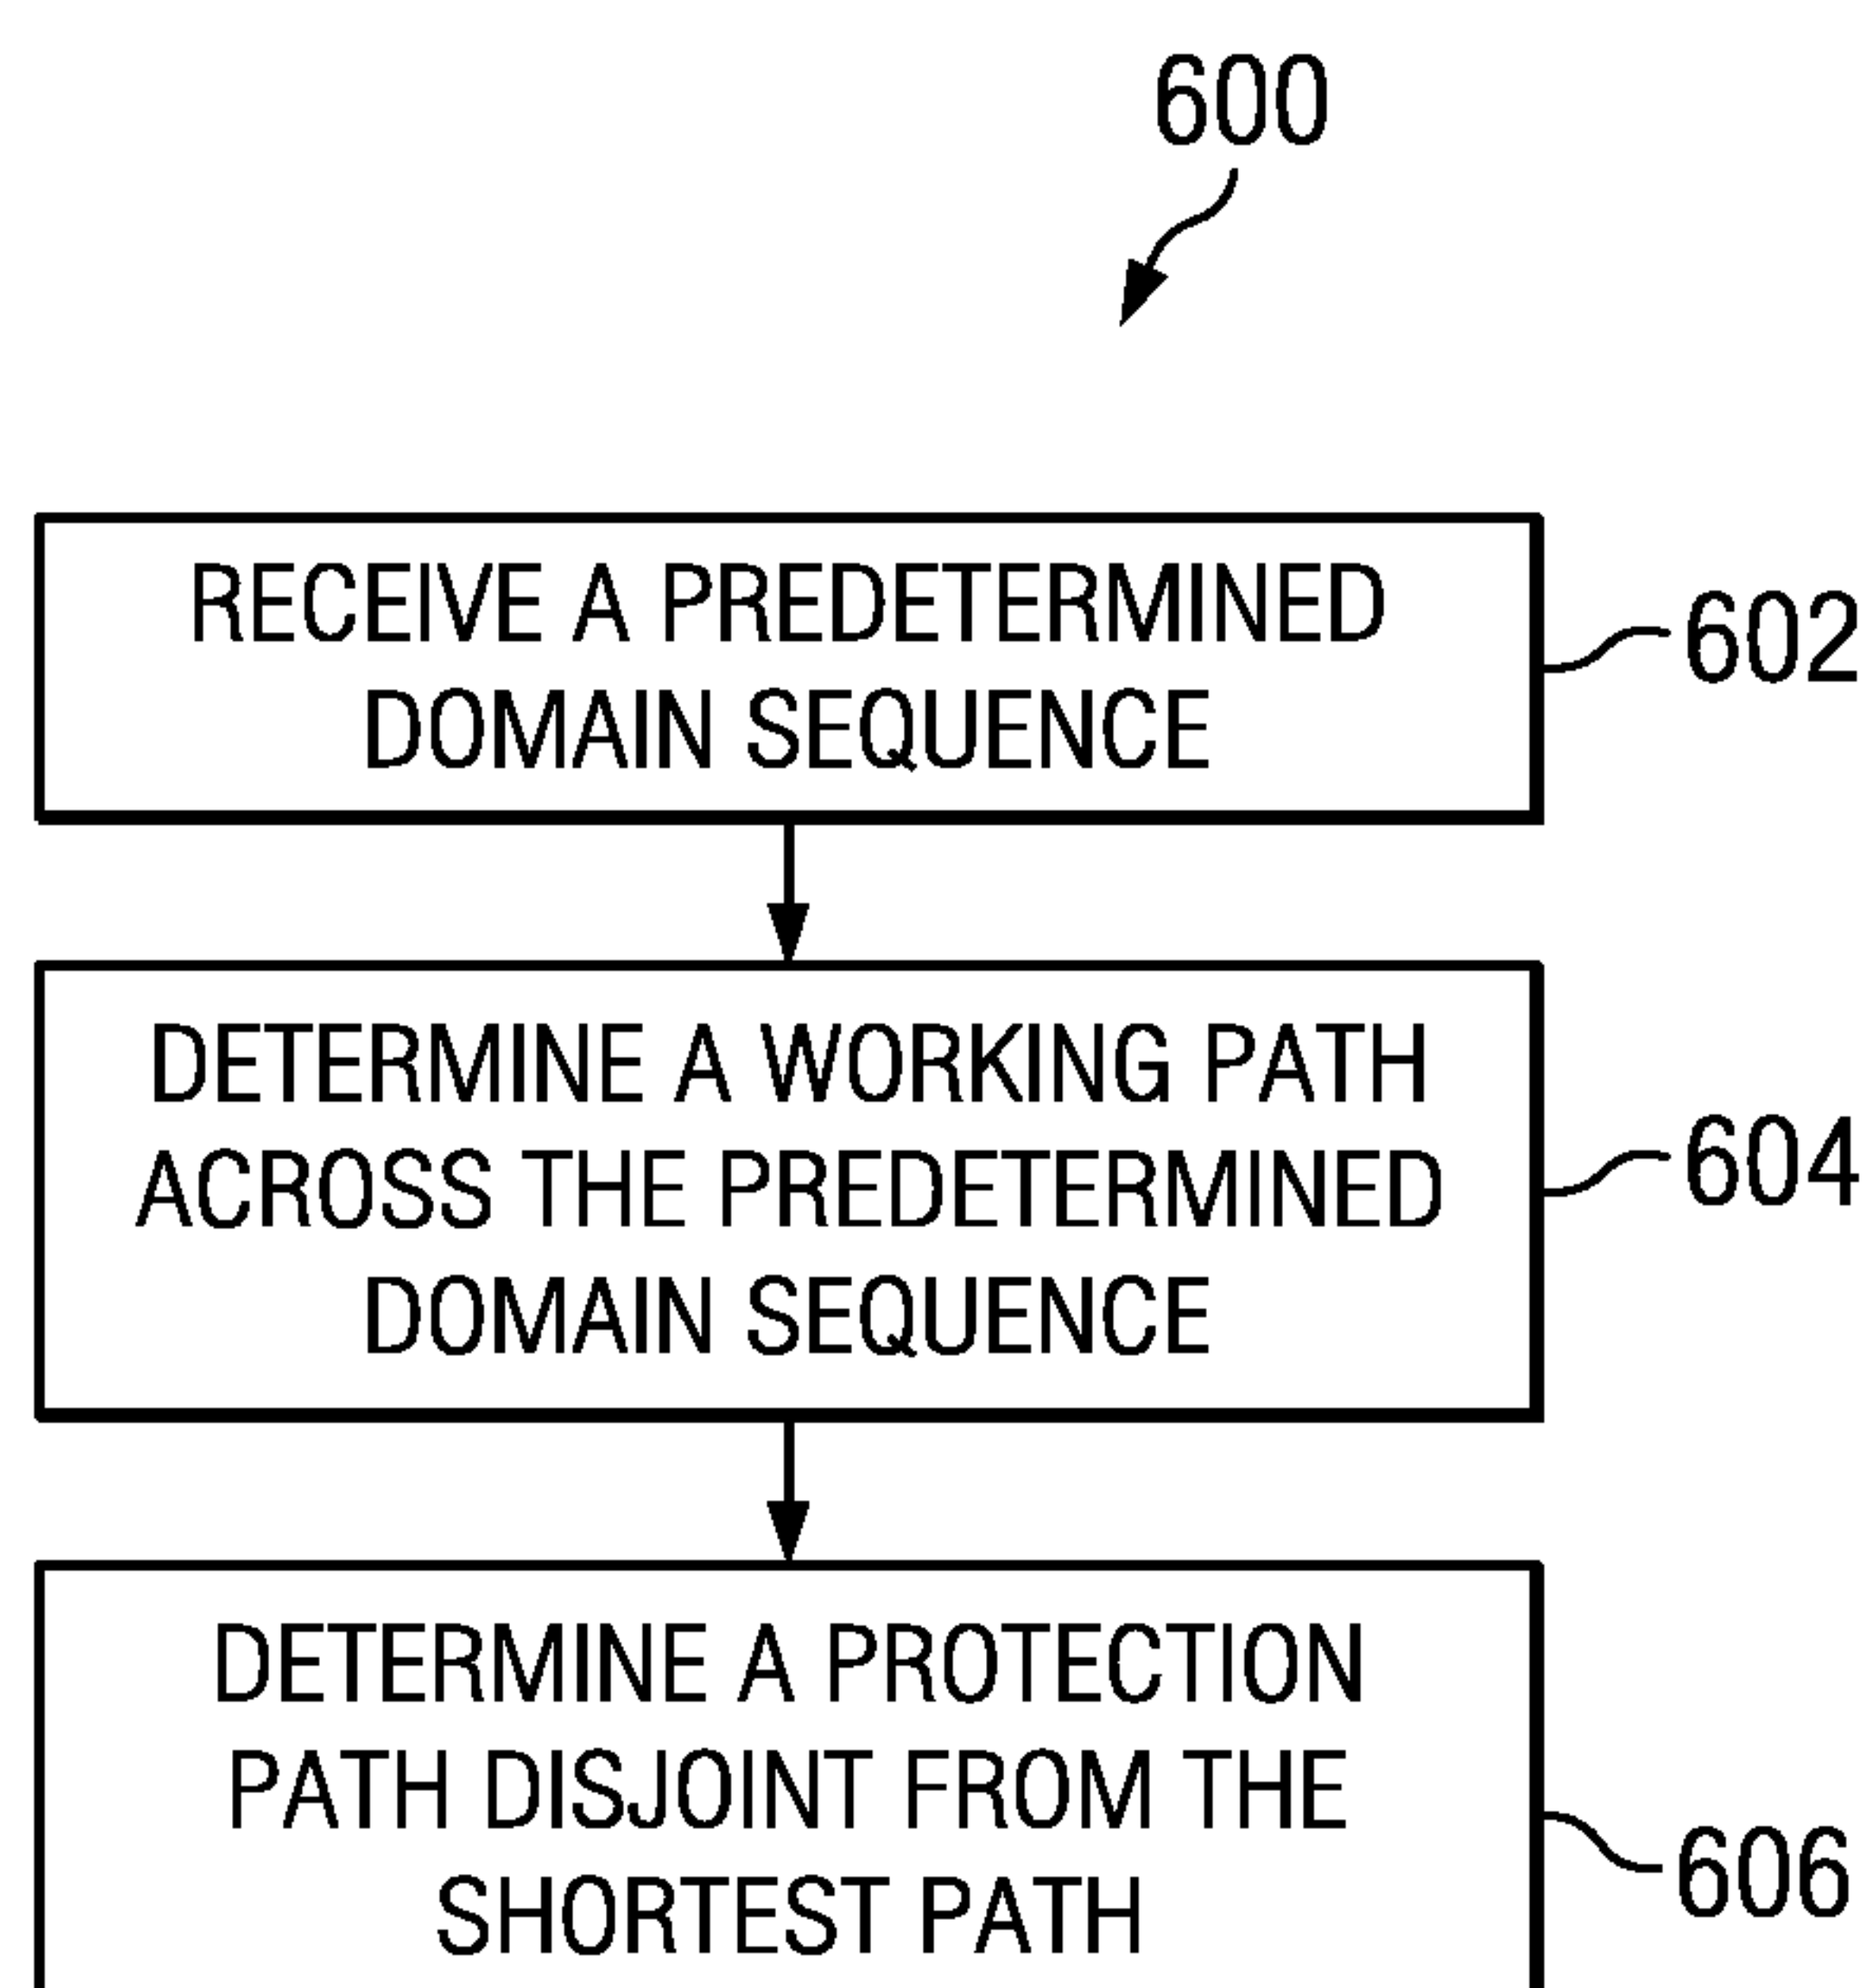 600
RECEIVE A PREDETERMINED
DOMAIN SEQUENCE
602
DETERMINE A WORKING PATH
ACROSS THE PREDETERMINED
DOMAIN SEQUENCE
604
DETERMINE A PROTECTION
PATH DISJOINT FROM THE
SHORTEST PATH
606